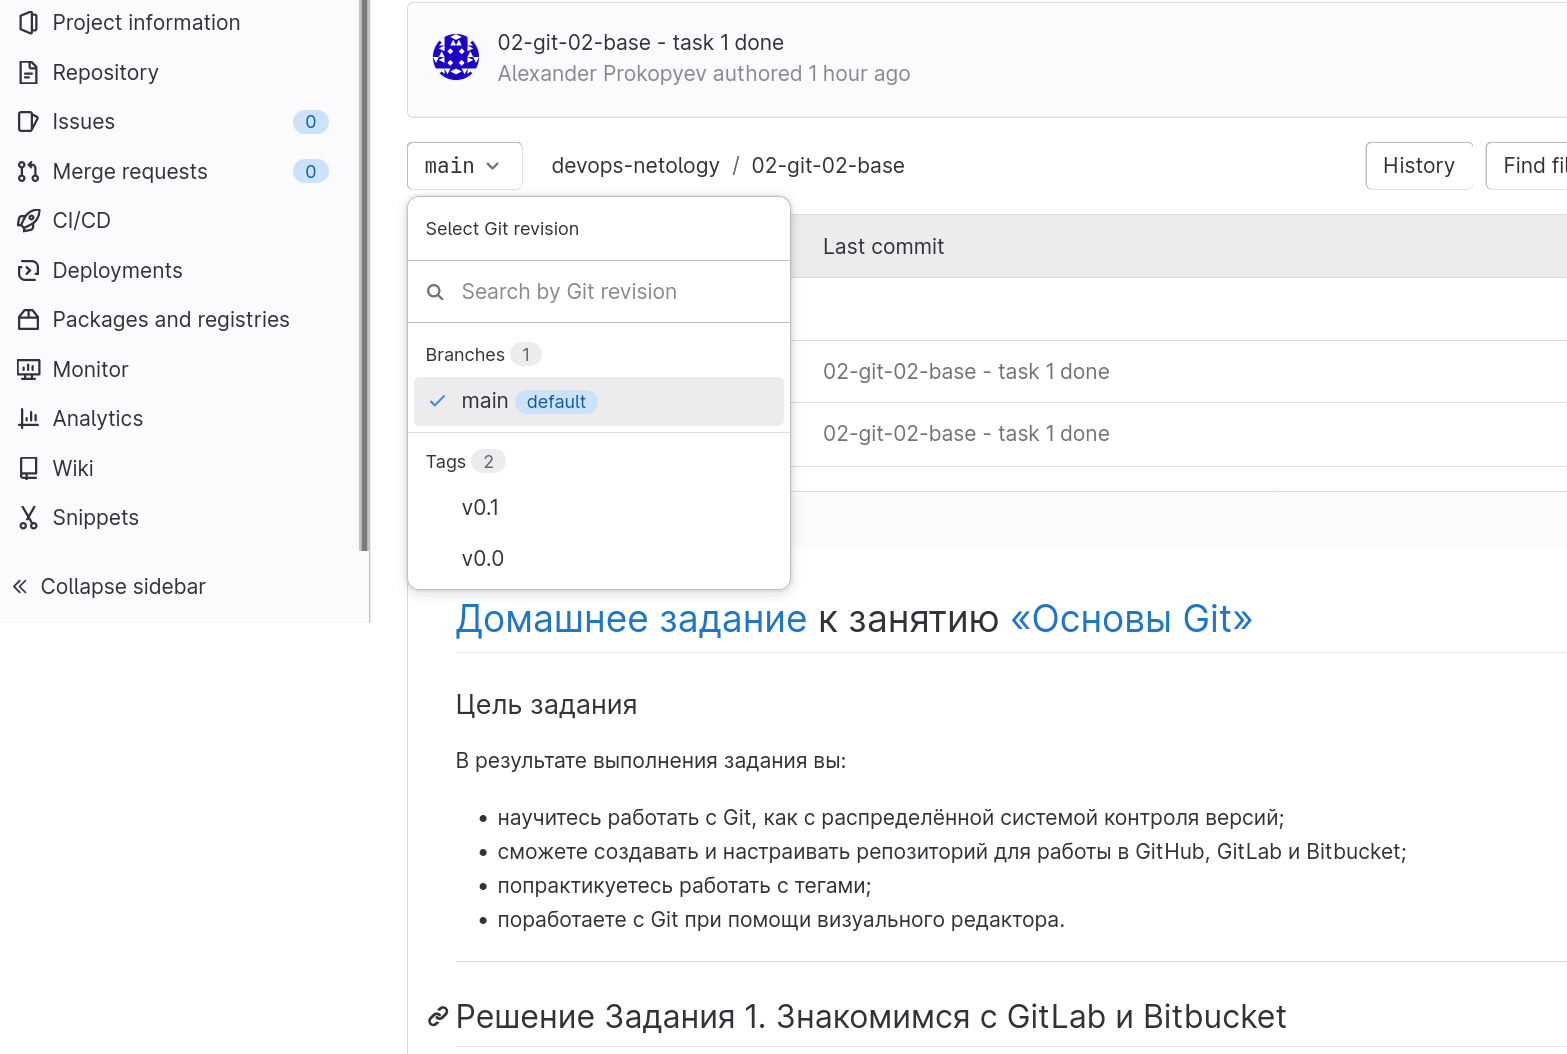 Project information
Repository
Issues 0
Merge requests 0
CI/CD
Deployments
Packages and registries
Monitor
Analytics
Wiki
Snippets
Collapse sidebar
02-git-02-base - task 1 done
Alexander Prokopyev authored 1 hour ago
main devops-netology / 02-git-02-base History Find
Select Git revision
Search by Git revision
Branches 1
main default
Tags 2
v0.1
v0.0
Last commit
02-git-02-base - task 1 done
02-git-02-base - task 1 done
Домашнее задание к занятию «Основы Git»
Цель задания
В результате выполнения задания вы:
• научитесь работать с Git, как с распределённой системой контроля версий;
• сможете создавать и настраивать репозиторий для работы в GitHub, GitLab и Bitbucket;
• попрактикуетесь работать с тегами;
• поработаете с Git при помощи визуального редактора.
Решение Задания 1. Знакомимся с GitLab и Bitbucket